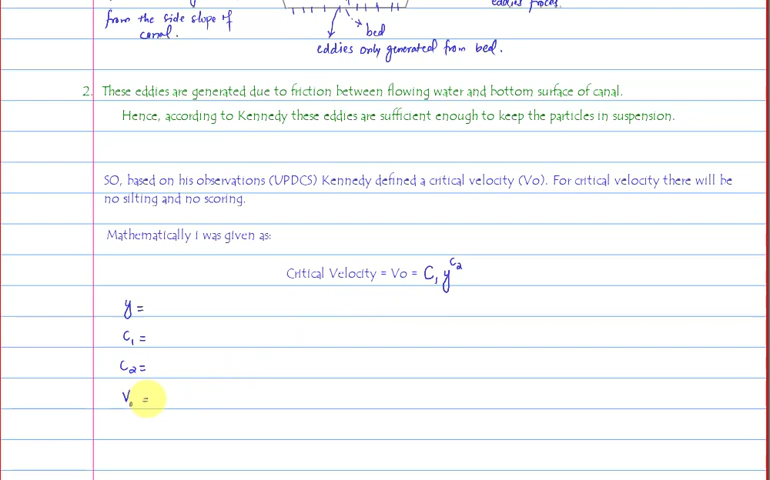 from the side slope of
canal.
bed
eddies only generated from bed.
eddies forces.
2. These eddies are generated due to friction between flowing water and bottom surface of canal.
Hence, according to Kennedy these eddies are sufficient enough to keep the particles in suspension.
SO, based on his observations (UPDCS) Kennedy defined a critical velocity (Vo). For critical velocity there will be
no silting and no scoring.
Mathematically I was given as:
Critical Velocity = Vo = C₁ y^C₂
y =
C₁ =
C₂ =
V₀ =